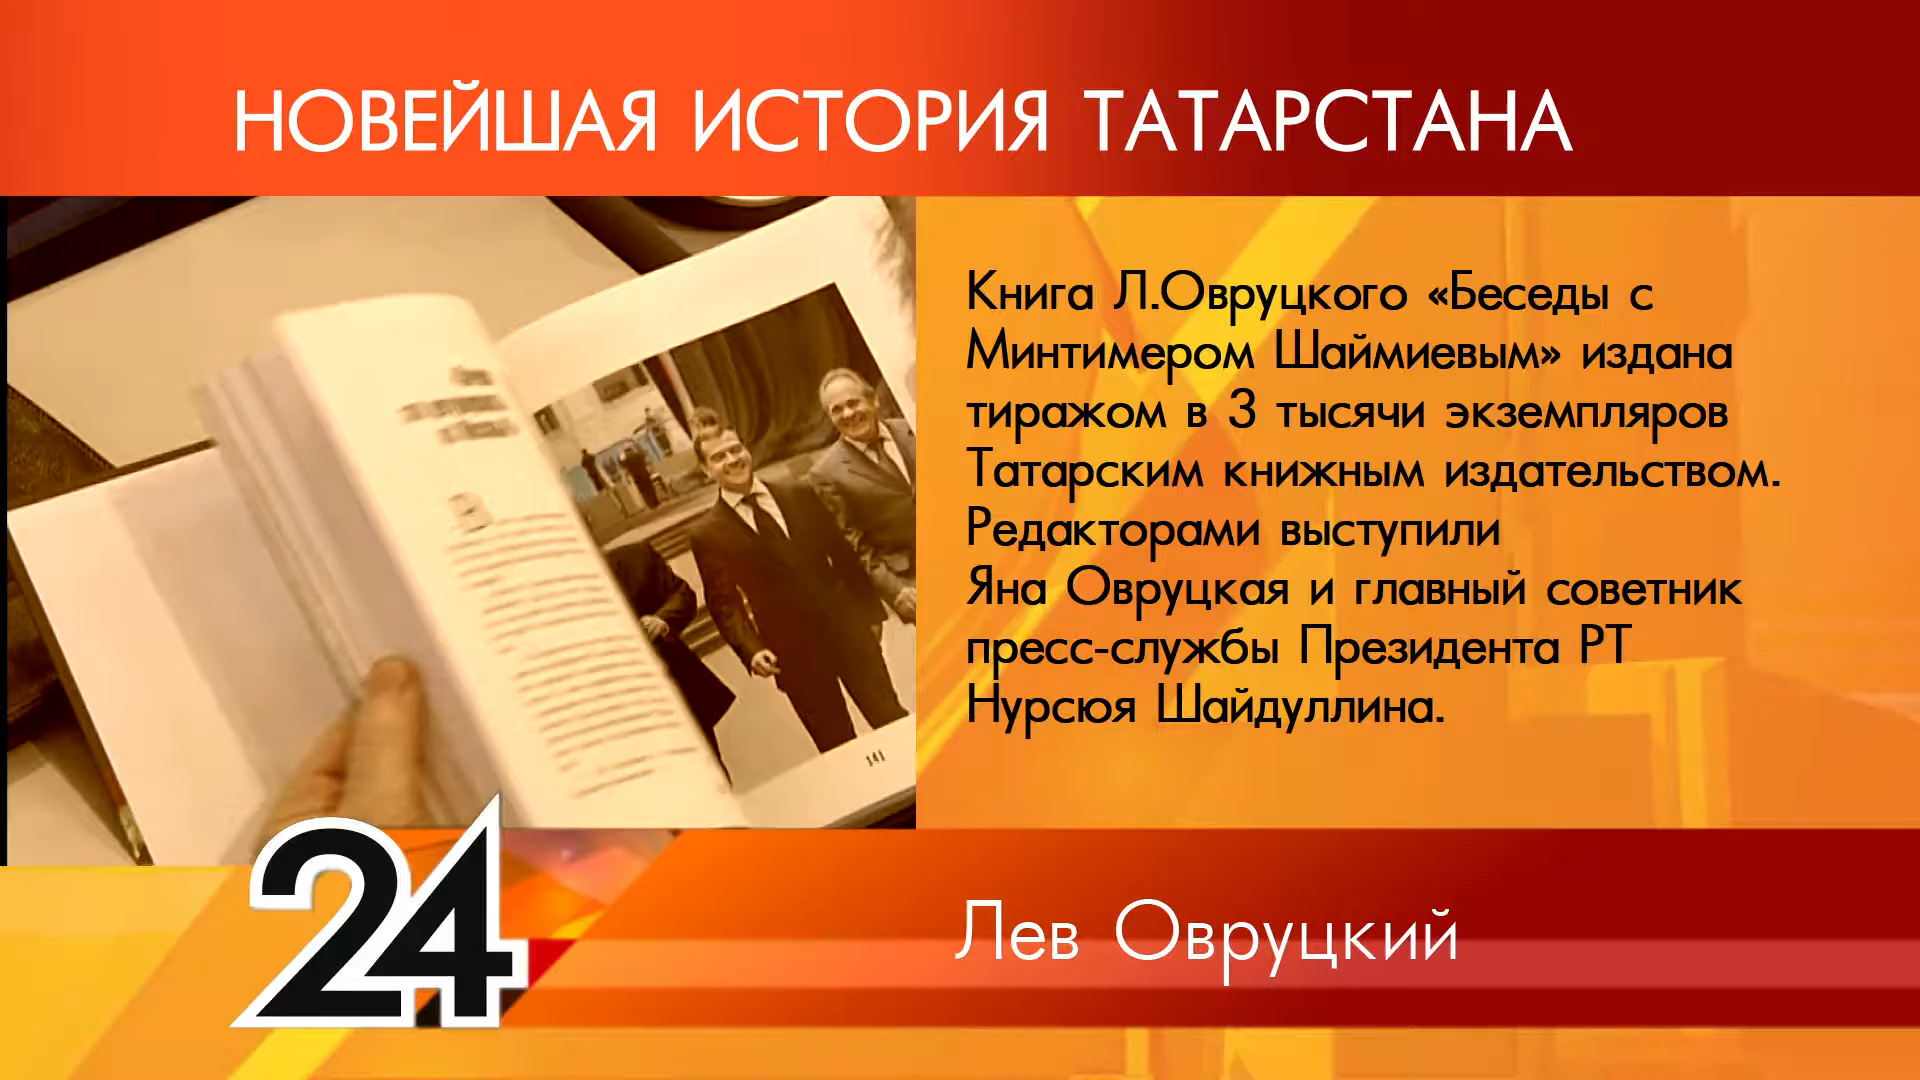 НОВЕЙШАЯ ИСТОРИЯ ТАТАРСТАНА
Книга Л.Овруцкого «Беседы с
Минтимером Шаймиевым» издана
тиражом в 3 тысячи экземпляров
Татарским книжным издательством.
Редакторами выступили
Яна Овруцкая и главный советник
пресс-службы Президента РТ
Нурсюя Шайдуллина.
141
24
Лев Овруцкий